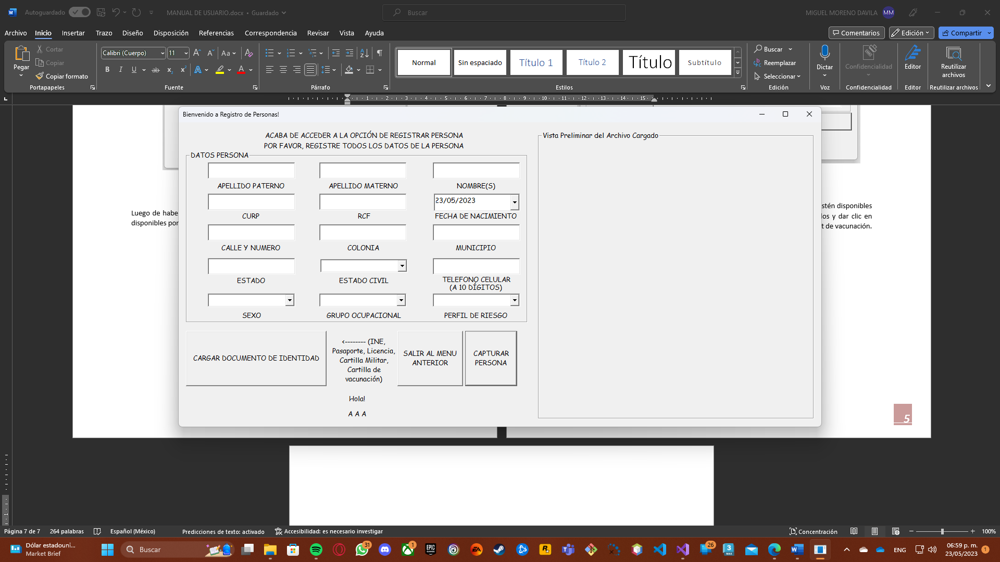 Autoguardado
MANUAL DE USUARIO.docx • Guardado
Buscar
MIGUEL MORENO DAVILA
MM
Archivo
Inicio
Insertar
Trazo
Diseño
Disposición
Referencias
Correspondencia
Revisar
Vista
Ayuda
Comentarios
Edición
Compartir
Pegar
Cortar
Copiar
Copiar formato
Portapapeles
Calibri (Cuerpo)
11
Fuente
Párrafo
Normal
Sin espaciado
Título 1
Título 2
Título
Subtítulo
Estilos
Buscar
Reemplazar
Seleccionar
Edición
Dictar
Voz
Confidencialidad
Confidencialidad
Editor
Editor
Reutilizar
archivos
Reutilizar archivos
1 2 3 4 5 6 7 8 9 10 11 12 13 14 15
Bienvenido a Registro de Personas!
ACABA DE ACCEDER A LA OPCIÓN DE REGISTRAR PERSONA
POR FAVOR, REGISTRE TODOS LOS DATOS DE LA PERSONA
DATOS PERSONA
APELLIDO PATERNO
APELLIDO MATERNO
NOMBRE(S)
23/05/2023
CURP
RCF
FECHA DE NACIMIENTO
CALLE Y NUMERO
COLONIA
MUNICIPIO
ESTADO
ESTADO CIVIL
TELEFONO CELULAR
(A 10 DÍGITOS)
SEXO
GRUPO OCUPACIONAL
PERFIL DE RIESGO
CARGAR DOCUMENTO DE IDENTIDAD
<-------- (INE,
Pasaporte, Licencia,
Cartilla Militar,
Cartilla de
vacunación)
SALIR AL MENU
ANTERIOR
CAPTURAR
PERSONA
Hola!
A A A
Vista Preliminar del Archivo Cargado
Luego de habe
disponibles por
stén disponibles
los y dar clic en
t de vacunación.
5
Página 7 de 7
264 palabras
Español (México)
Predicciones de texto: activado
Accesibilidad: es necesario investigar
Concentración
100%
Dólar estadouni...
Market Brief
Buscar
31
1
EPIC
GAMES
EA
R
26
3
MAX
ENG
06:59 p. m.
23/05/2023
1